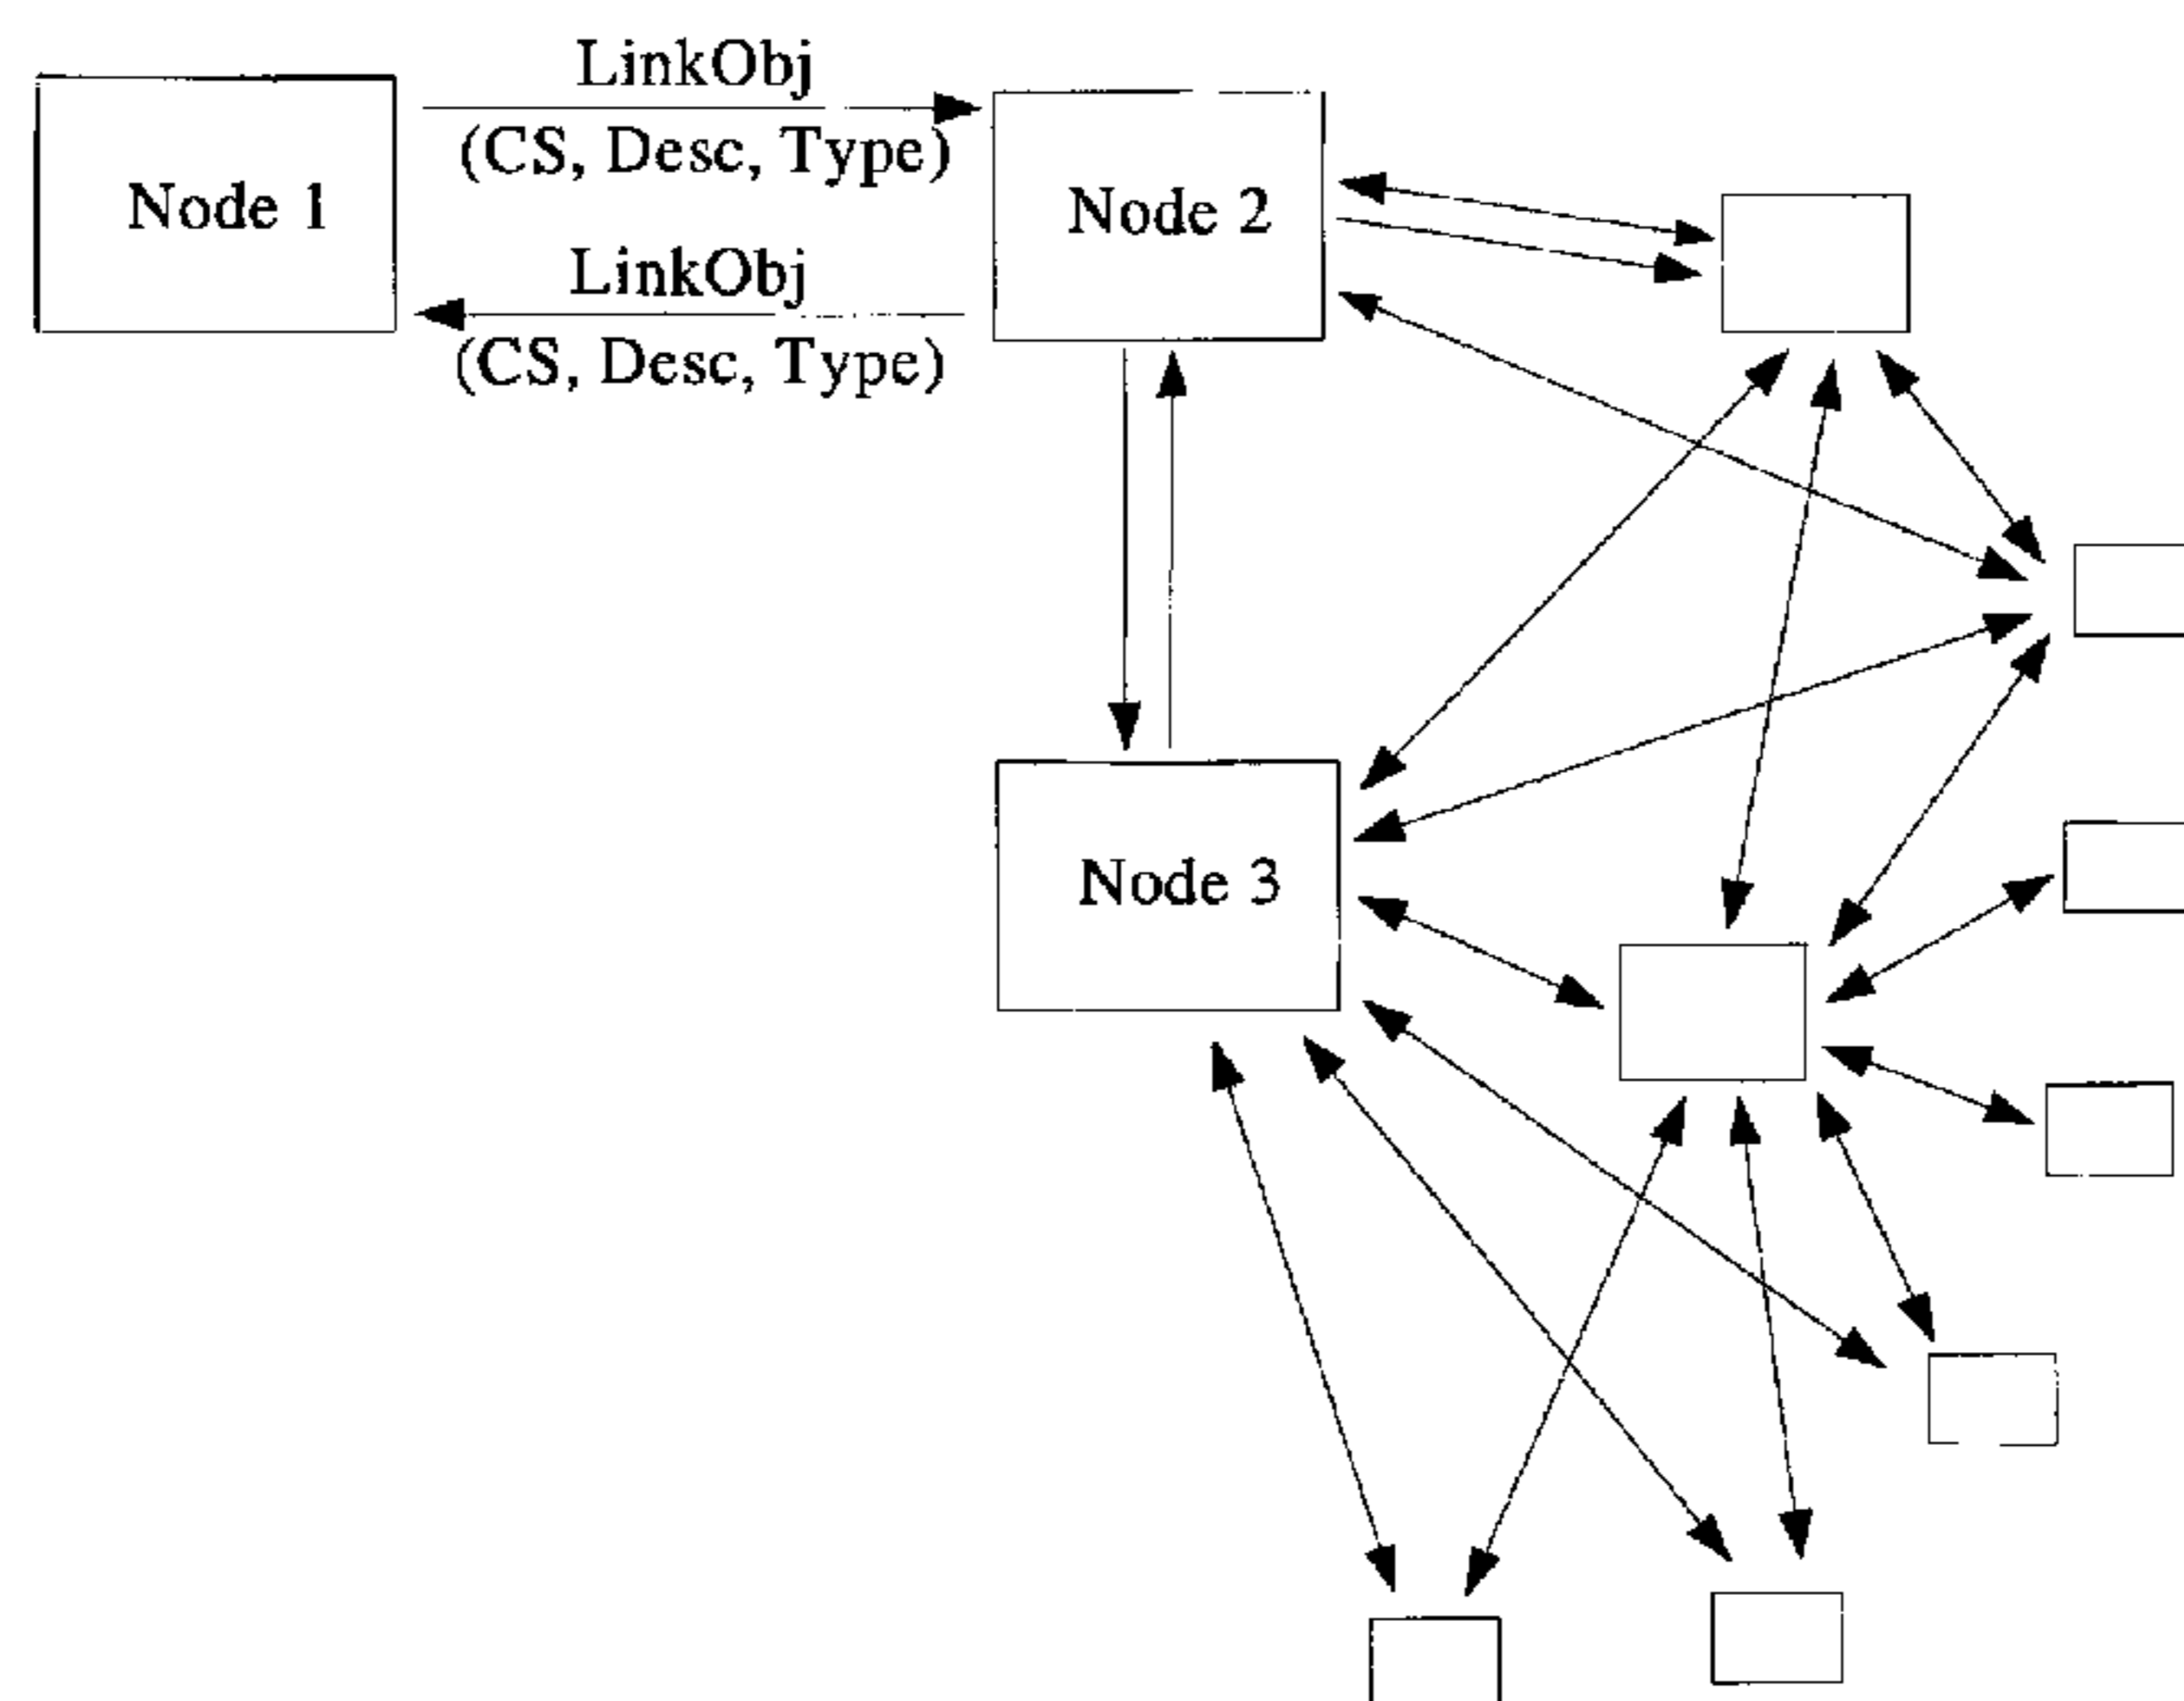 LinkObj
(CS, Desc, Type)
Node 1
Node 2
LinkObj
(CS, Desc, Type)
Node 3